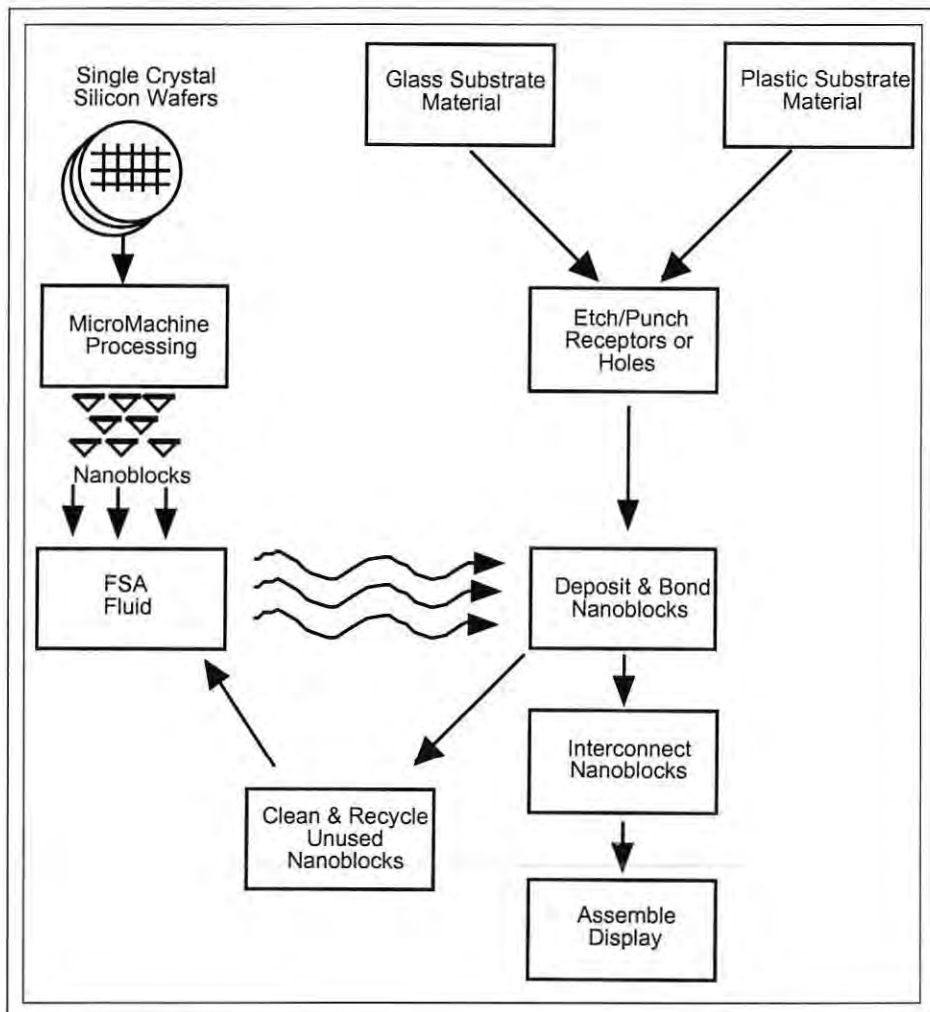 Single Crystal
Silicon Wafers
Glass Substrate
Material
Plastic Substrate
Material
MicroMachine
Processing
Etch/Punch
Receptors or
Holes
Nanoblocks
FSA
Fluid
Deposit & Bond
Nanoblocks
Interconnect
Nanoblocks
Clean & Recycle
Unused
Nanoblocks
Assemble
Display